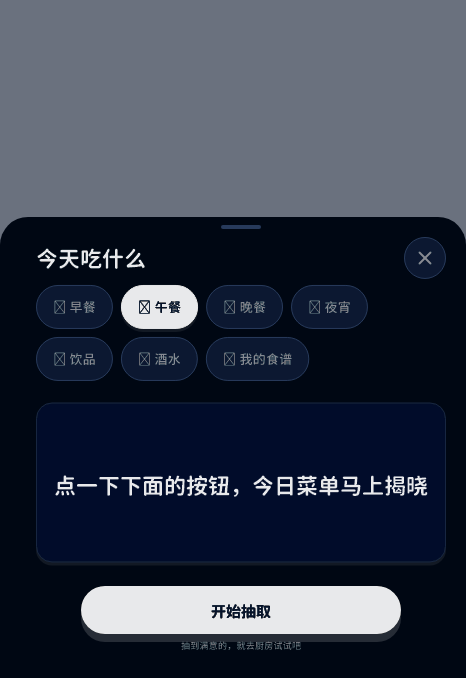 今天吃什么
早餐 午餐 晚餐 夜宵
饮品 酒水 我的食谱
点一下下面的按钮，今日菜单马上揭晓
开始抽取
抽到满意的，就去厨房试试吧